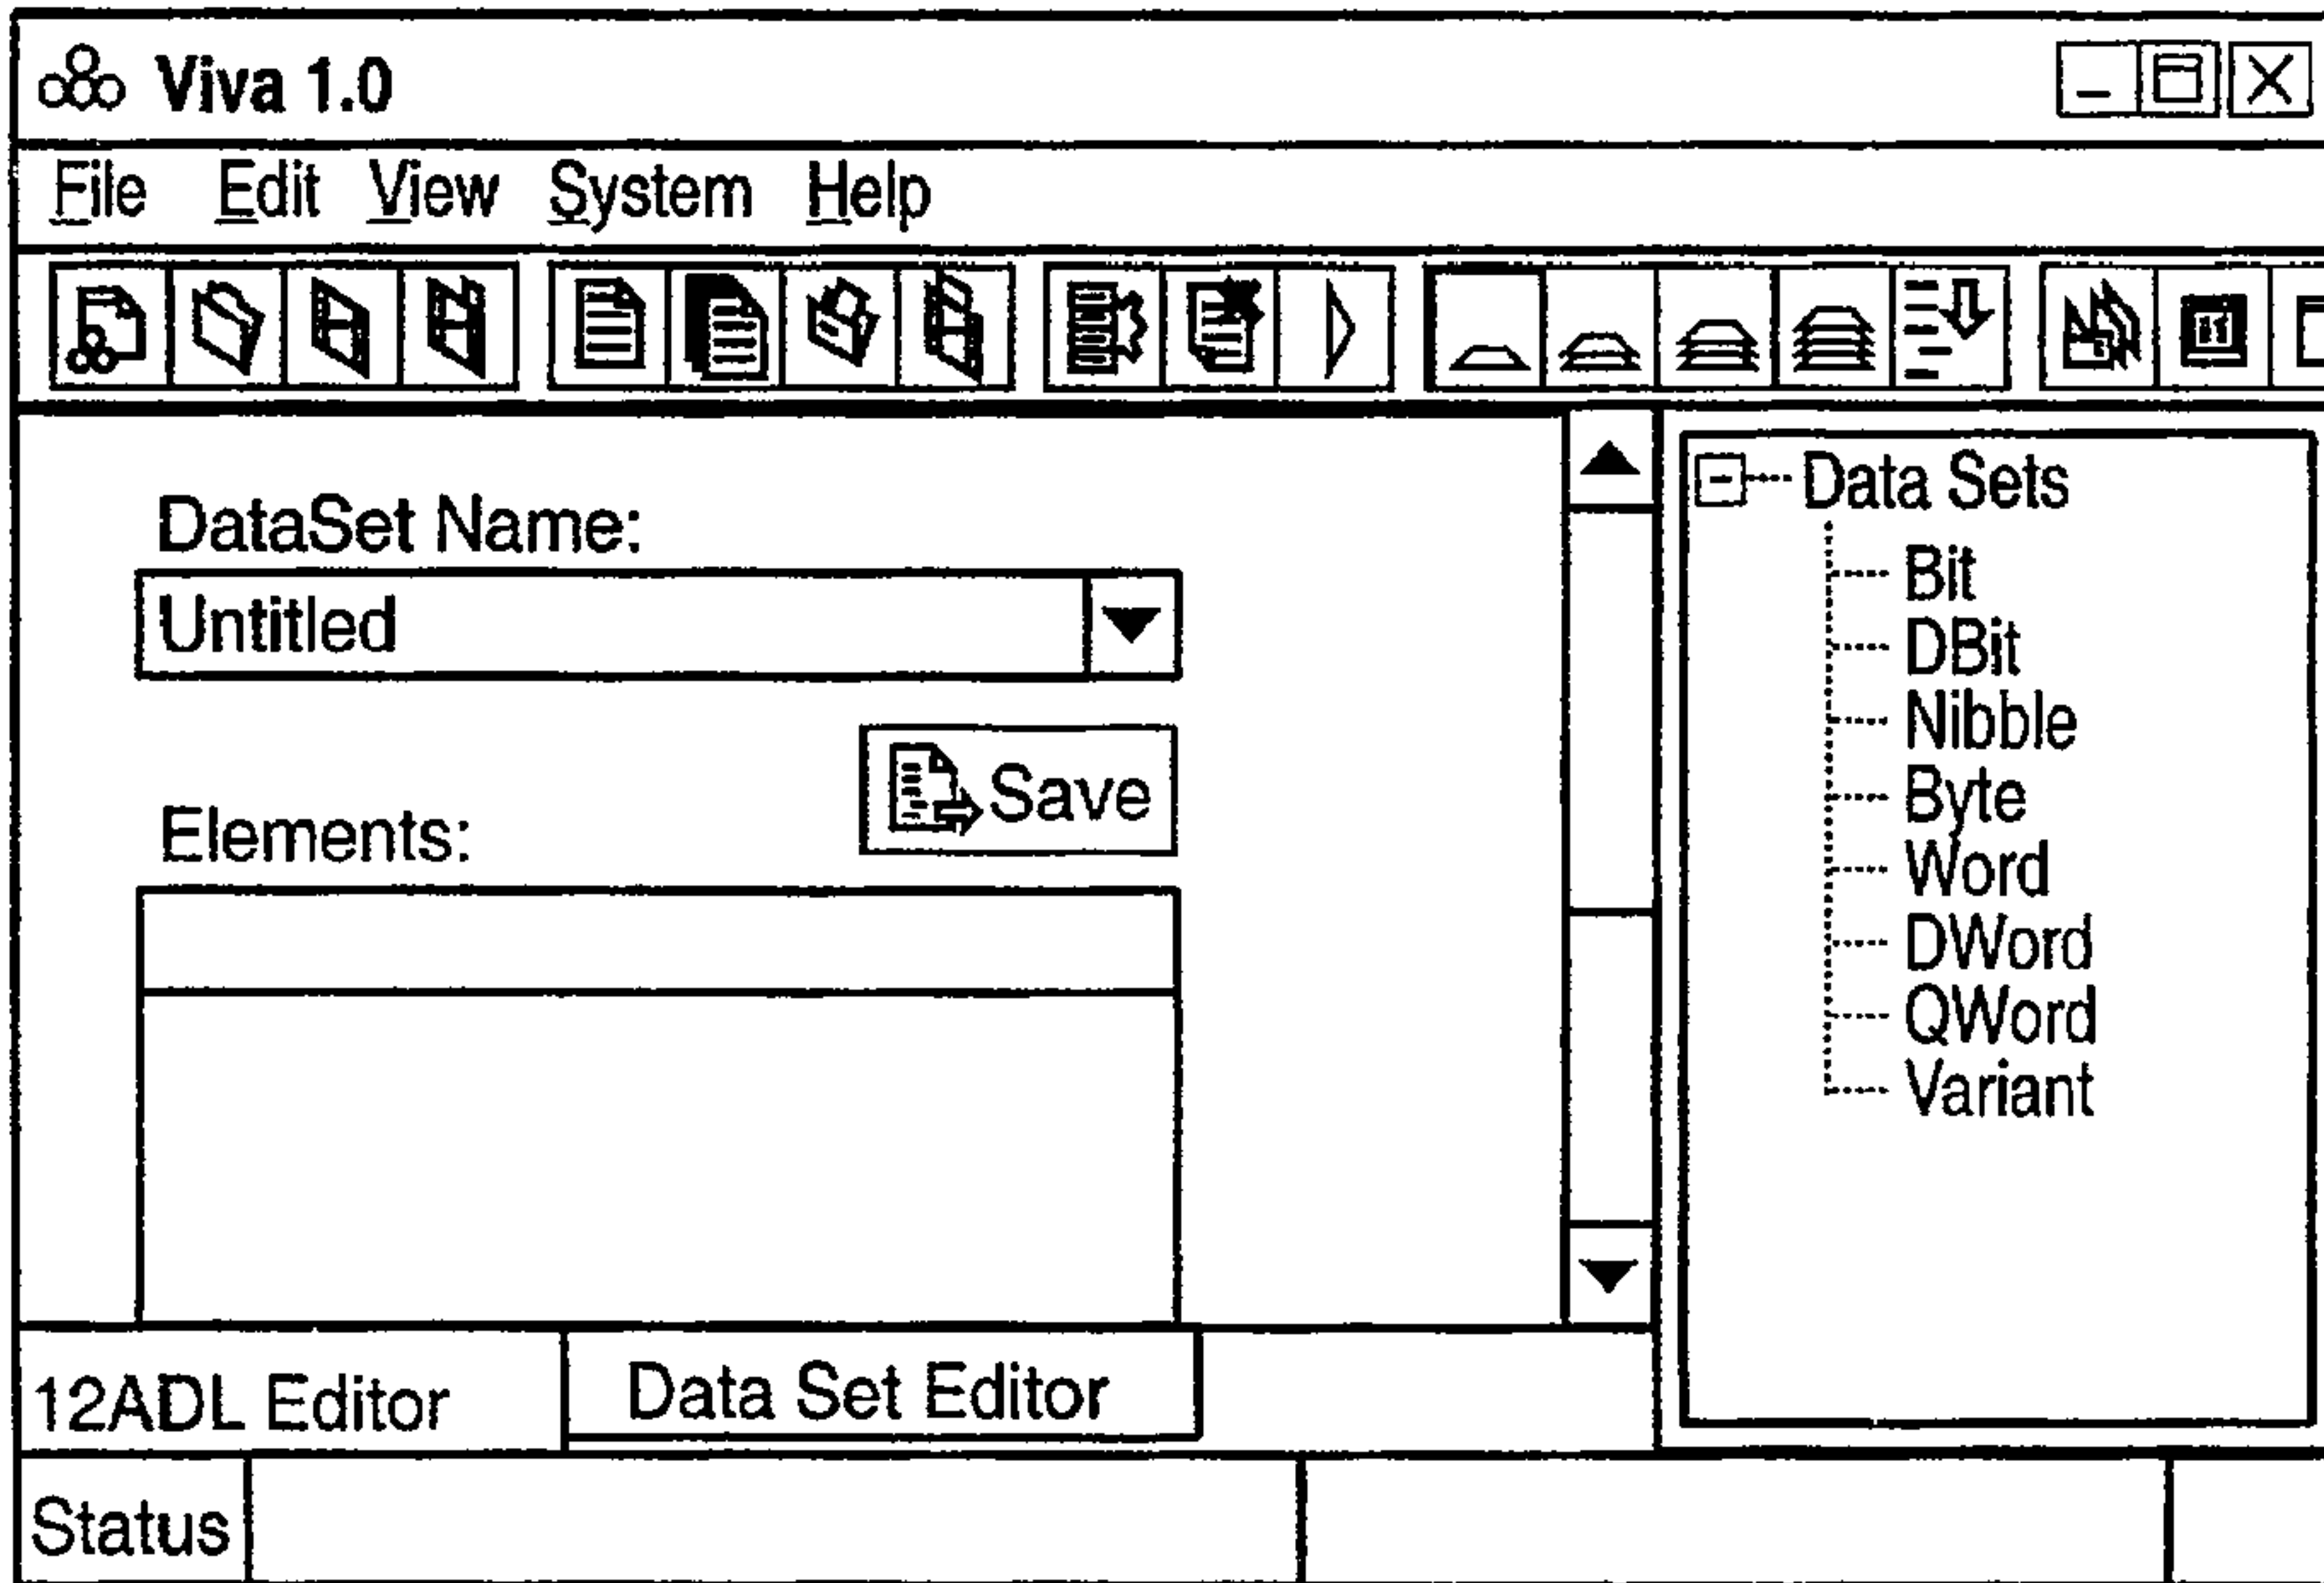 Viva 1.0
File Edit View System Help
DataSet Name:
Untitled
Save
Elements:
Data Sets
Bit
DBit
Nibble
Byte
Word
DWord
QWord
Variant
12ADL Editor Data Set Editor
Status